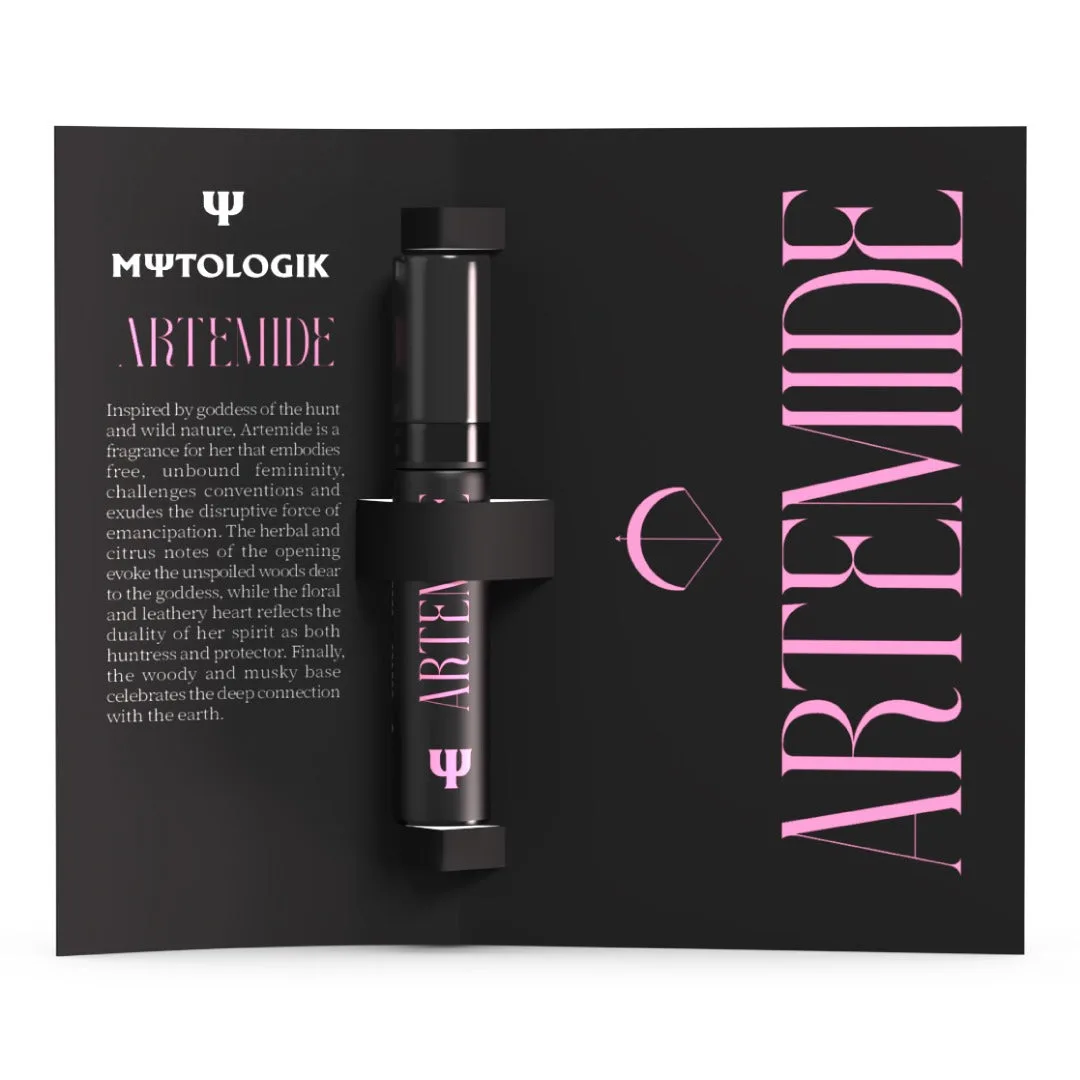 Ψ
MΨTOLOGIK
ARTEMIDE
Inspired by goddess of the hunt
and wild nature, Artemide is a
fragrance for her that embodies
free, unbound femininity,
challenges conventions and
exudes the disruptive force of
emancipation. The herbal and
citrus notes of the opening
evoke the unspoiled woods dear
to the goddess, while the floral
and leathery heart reflects the
duality of her spirit as both
huntress and protector. Finally,
the woody and musky base
celebrates the deep connection
with the earth.
ARTEM
Ψ
ARTEMIDE